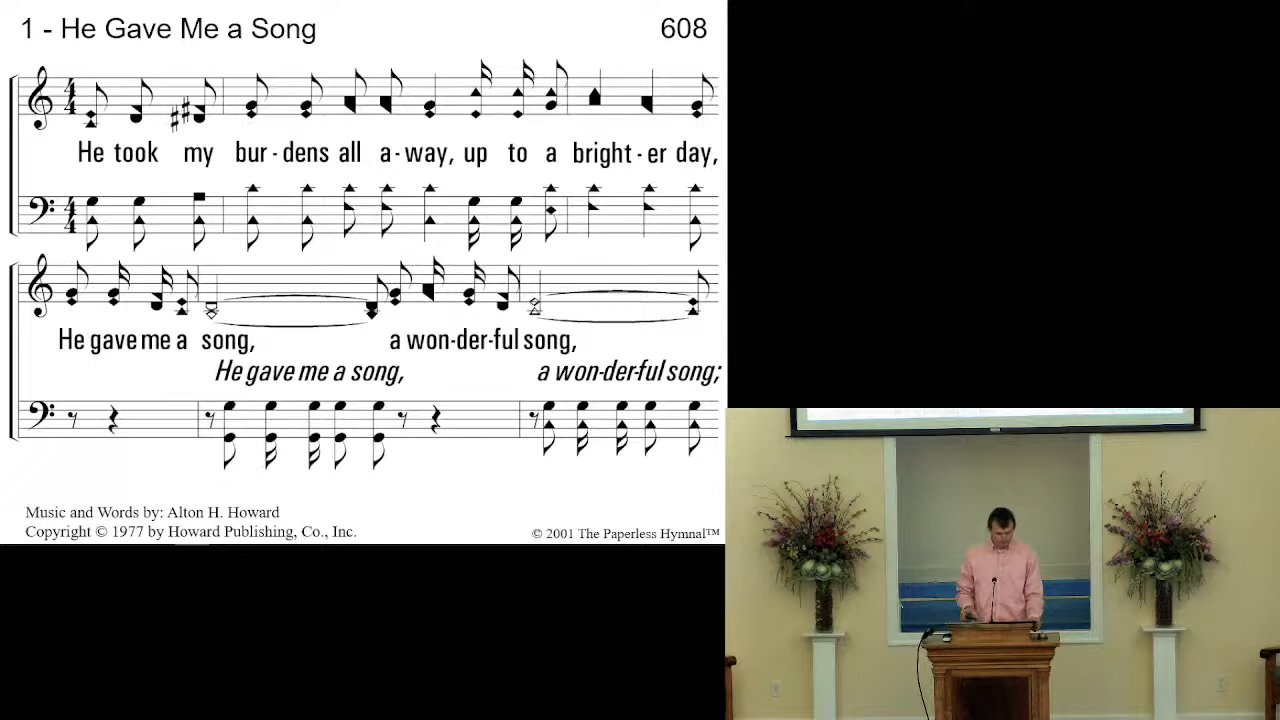 1 - He Gave Me a Song 608
He took my bur - dens all a - way, up to a bright - er day,
He gave me a song, a won-der-ful song,
He gave me a song, a won-der-ful song;
Music and Words by: Alton H. Howard
Copyright © 1977 by Howard Publishing, Co., Inc.
© 2001 The Paperless Hymnal™